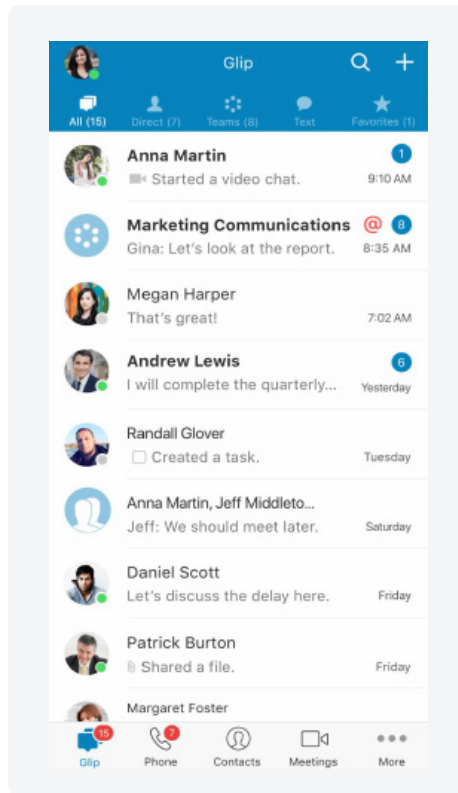 Glip
All (15) Direct (7) Teams (8) Text Favorites (1)
Anna Martin 1
Started a video chat. 9:10 AM
Marketing Communications @ 8
Gina: Let's look at the report. 8:35 AM
Megan Harper
That's great! 7:02 AM
Andrew Lewis 6
I will complete the quarterly... Yesterday
Randall Glover
Created a task. Tuesday
Anna Martin, Jeff Middleto...
Jeff: We should meet later. Saturday
Daniel Scott
Let's discuss the delay here. Friday
Patrick Burton
Shared a file. Friday
Margaret Foster
15 7
Glip Phone Contacts Meetings More